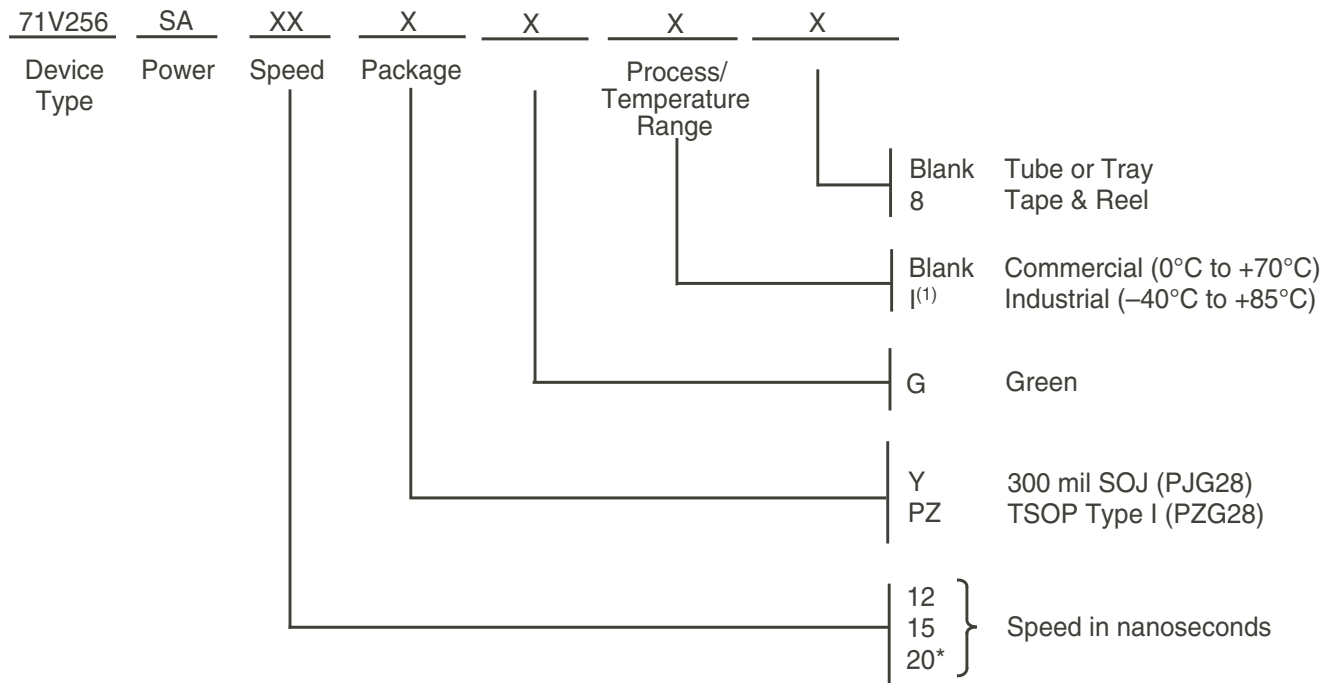 71V256 SA XX X X X X
Device Type Power Speed Package Process/ Temperature Range
Blank Tube or Tray
8 Tape & Reel
Blank Commercial (0°C to +70°C)
I(1) Industrial (–40°C to +85°C)
G Green
Y 300 mil SOJ (PJG28)
PZ TSOP Type I (PZG28)
12
15 Speed in nanoseconds
20*